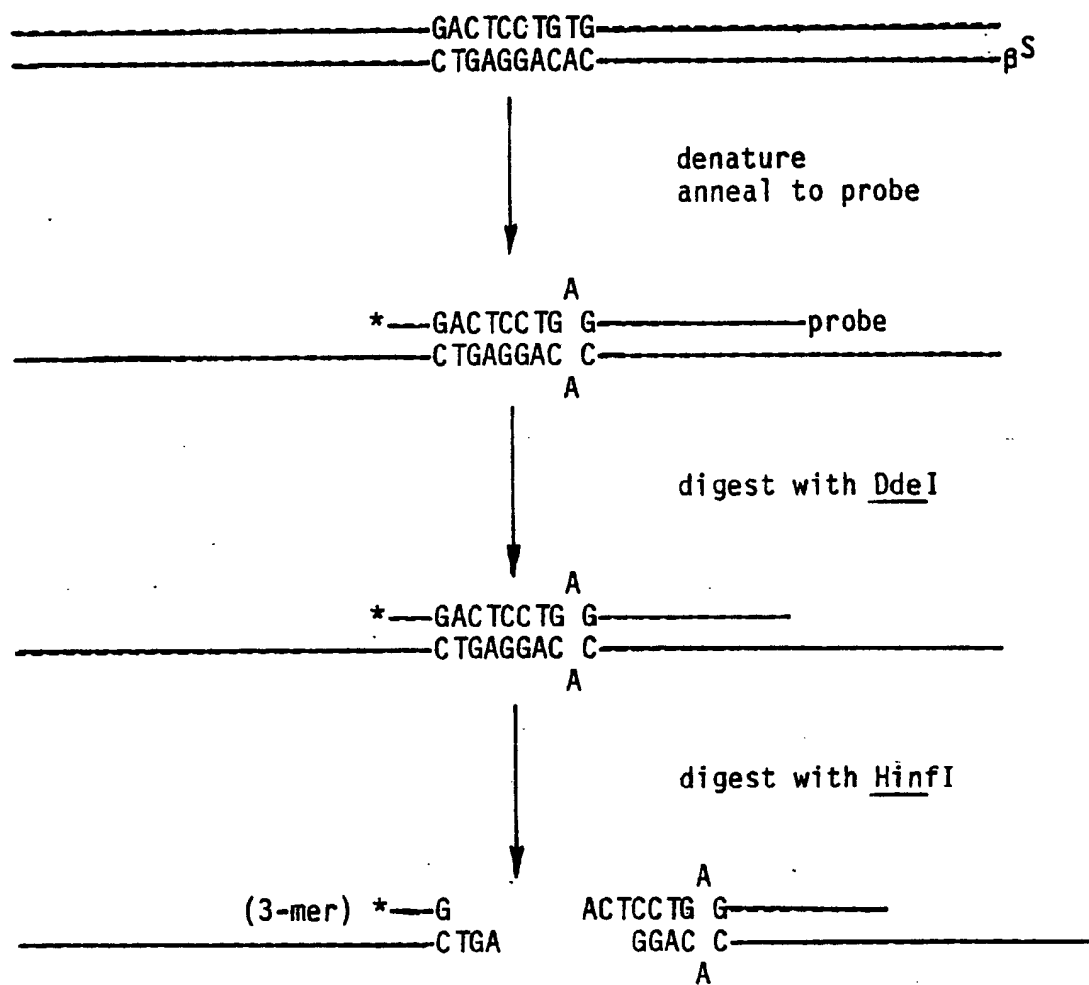 GACTCCTGTG
CTGAGGACAC βS
denature
anneal to probe
A
*—GACTCCTG G probe
CTGAGGAC C
A
digest with DdeI
A
*—GACTCCTG G
CTGAGGAC C
A
digest with HinfI
A
(3-mer) *—G ACTCCTG G
CTGA GGAC C
A